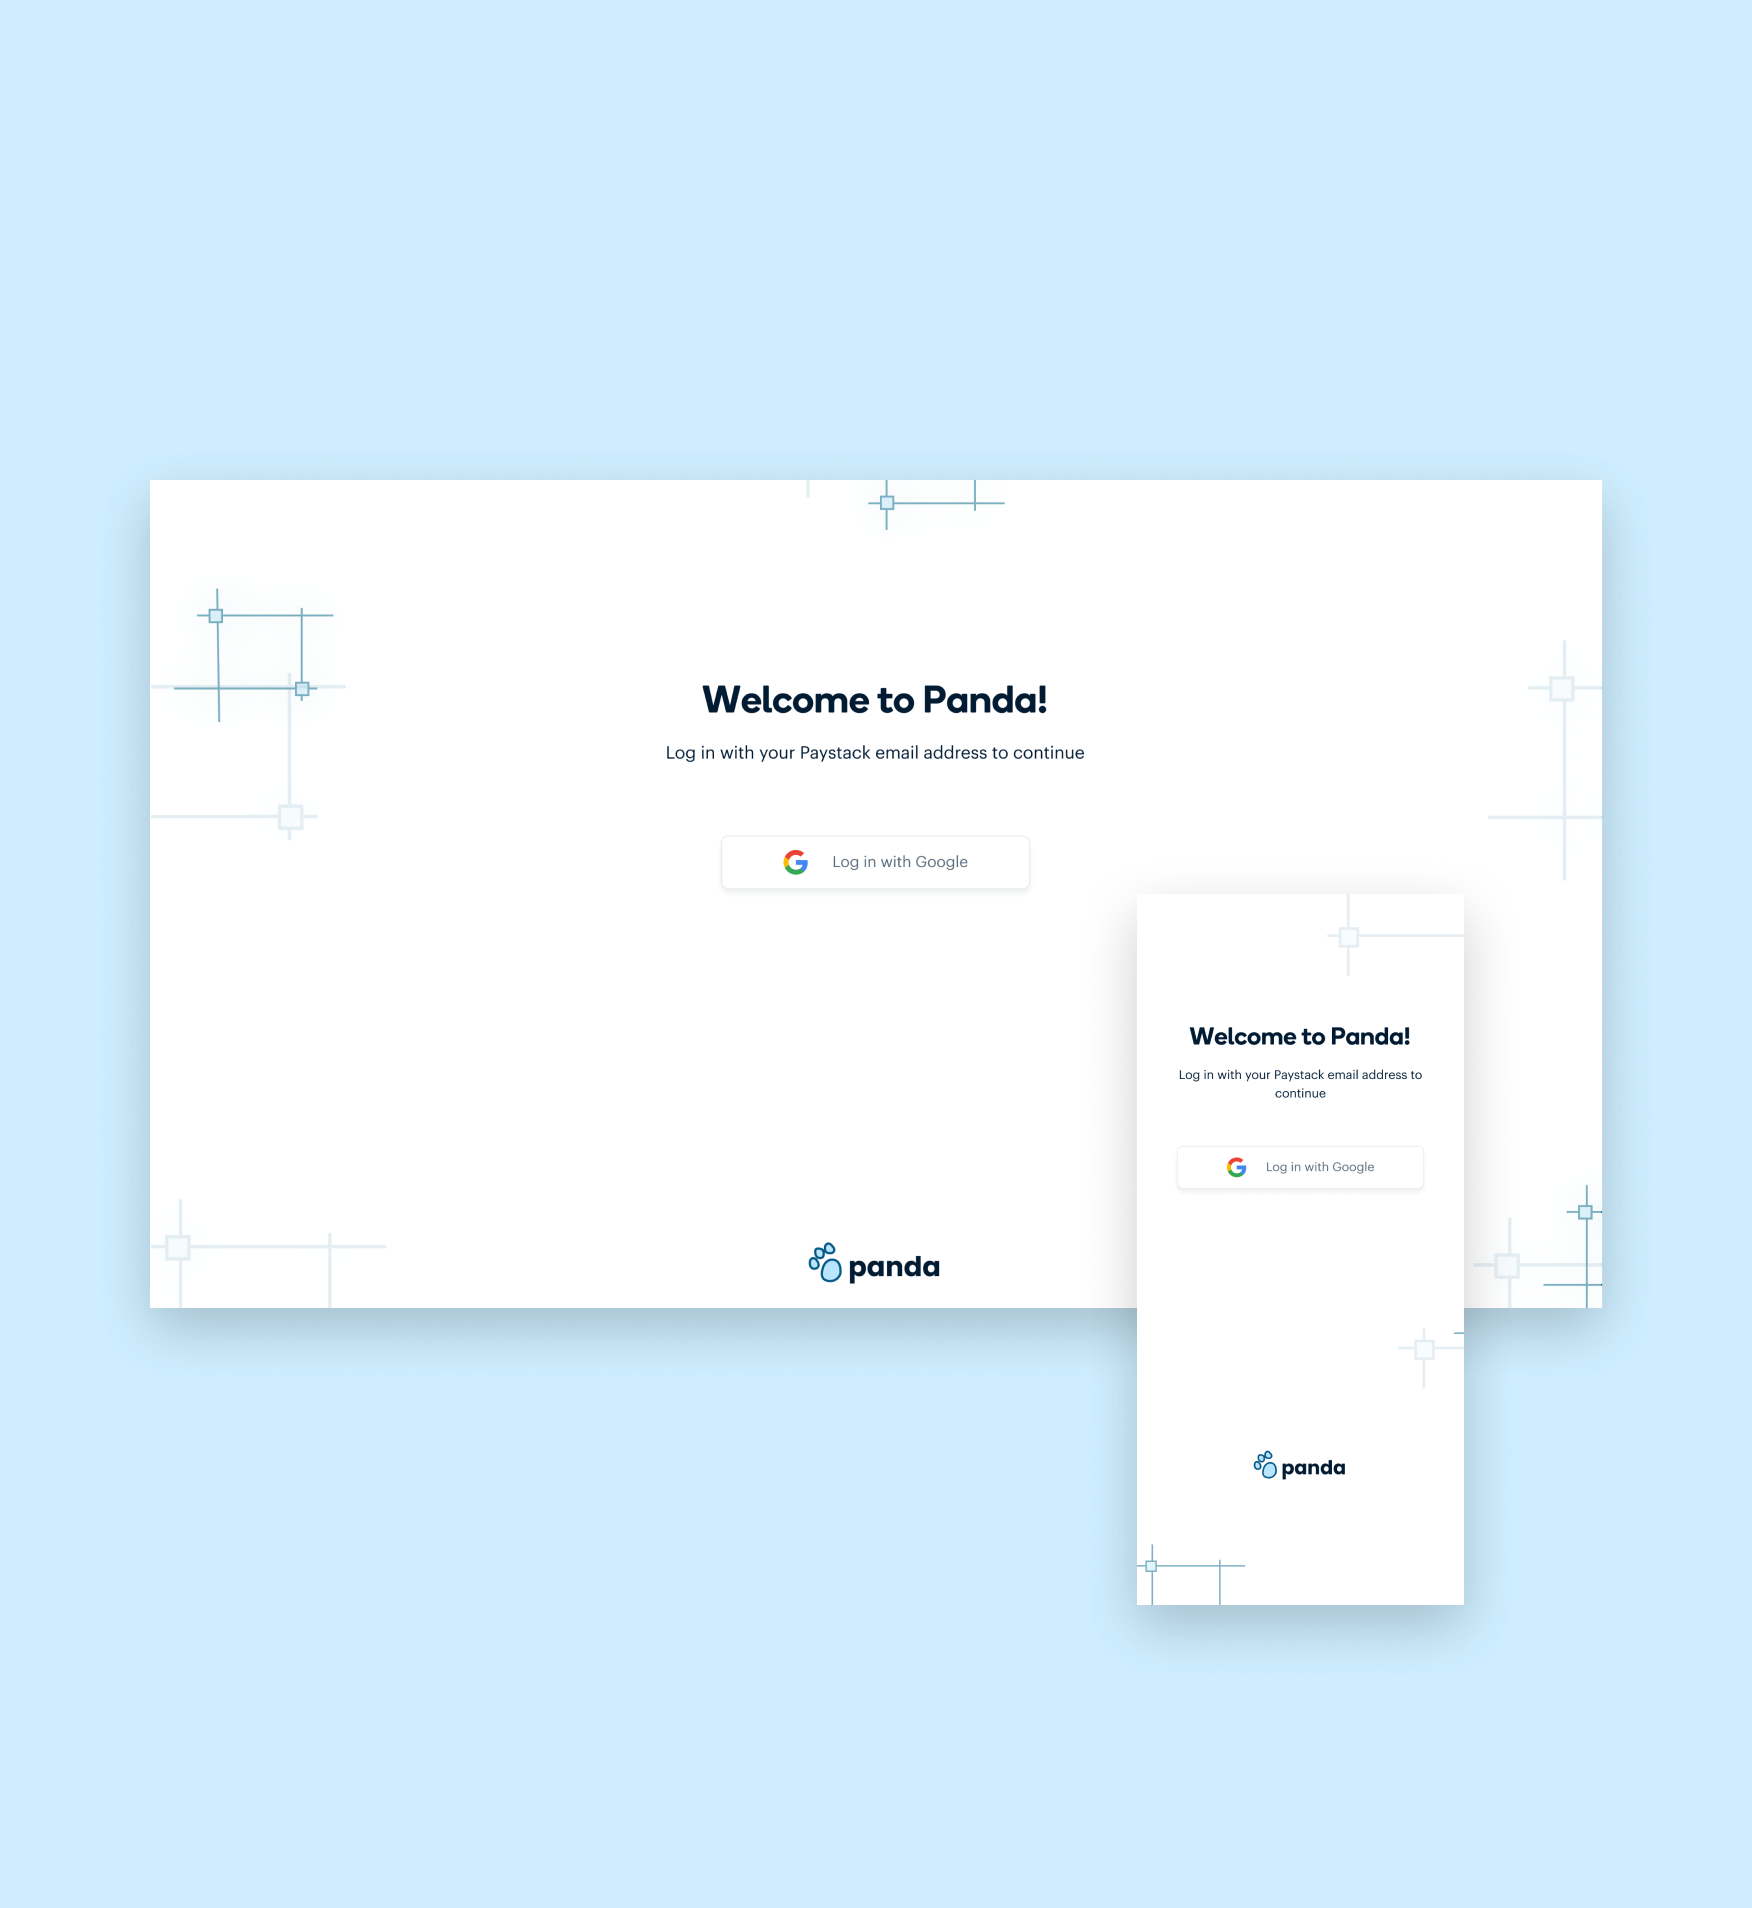 Welcome to Panda!
Log in with your Paystack email address to continue
Log in with Google
panda
Welcome to Panda!
Log in with your Paystack email address to
continue
Log in with Google
panda